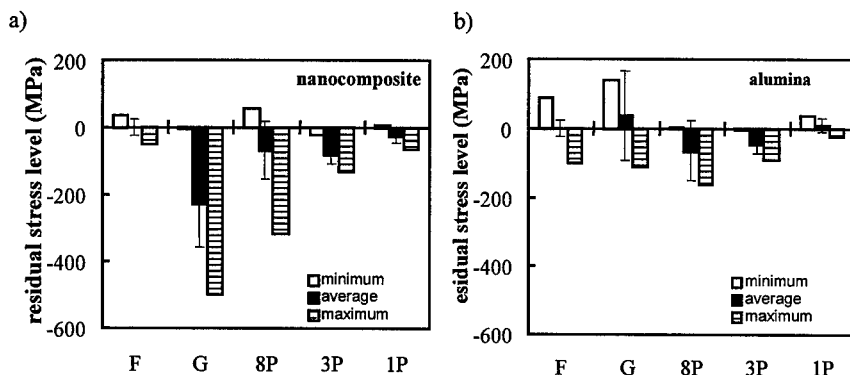 a)
residual stress level (MPa)
200
0
-200
-400
-600
nanocomposite
minimum
average
maximum
F G 8P 3P 1P
b)
esidual stress level (MPa)
200
0
-200
-400
-600
alumina
minimum
average
maximum
F G 8P 3P 1P